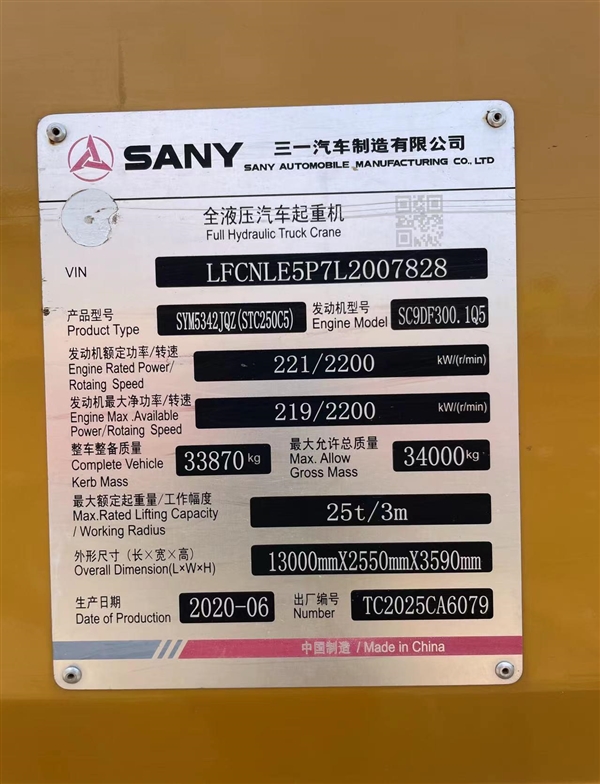 SANY 三一汽车制造有限公司
SANY AUTOMOBILE MANUFACTURING CO., LTD
全液压汽车起重机
Full Hydraulic Truck Crane
VIN LFCNLE5P7L2007828
产品型号 发动机型号
Product Type SYM5342JQZ(STC250C5) Engine Model SC9DF300.1Q5
发动机额定功率/转速
Engine Rated Power/ 221/2200 kW/(r/min)
Rotaing Speed
发动机最大净功率/转速
Engine Max .Available 219/2200 kW/(r/min)
Power/Rotaing Speed
整车整备质量 最大允许总质量
Complete Vehicle 33870 kg Max. Allow 34000 kg
Kerb Mass Gross Mass
最大额定起重量/工作幅度
Max.Rated Lifting Capacity 25t/3m
/ Working Radius
外形尺寸（长×宽×高）
Overall Dimension(L×W×H) 13000mmX2550mmX3590mm
生产日期 出厂编号
Date of Production 2020-06 Number TC2025CA6079
中国制造 / Made in China